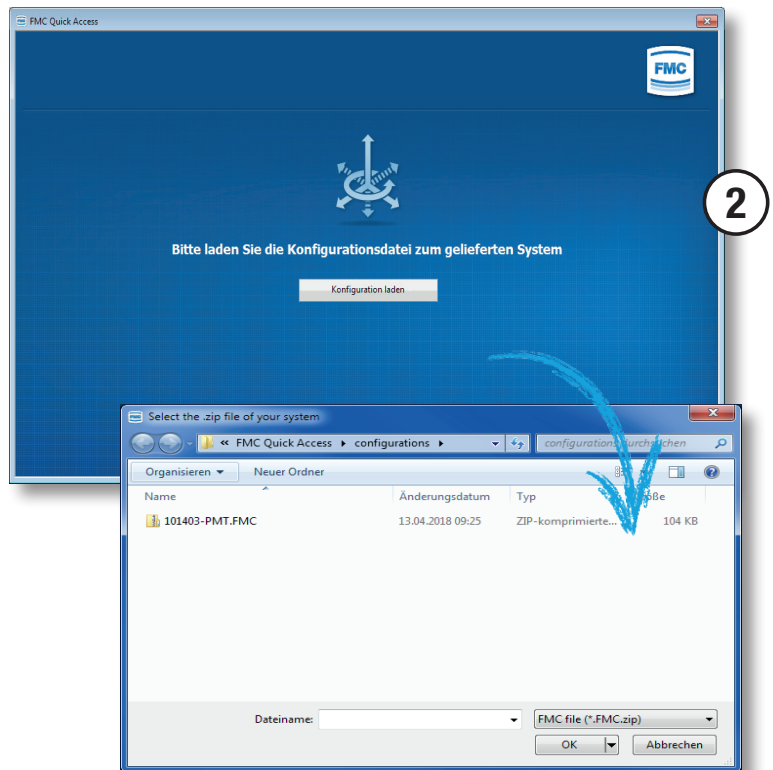 FMC Quick Access
FMC
2
Bitte laden Sie die Konfigurationsdatei zum gelieferten System
Konfiguration laden
Select the .zip file of your system
« FMC Quick Access configurations
Organisieren Neuer Ordner
Name Änderungsdatum Typ
101403-PMT.FMC 13.04.2018 09:25 ZIP-komprimierte... 104 KB
Dateiname: FMC file (*.FMC.zip)
OK Abbrechen